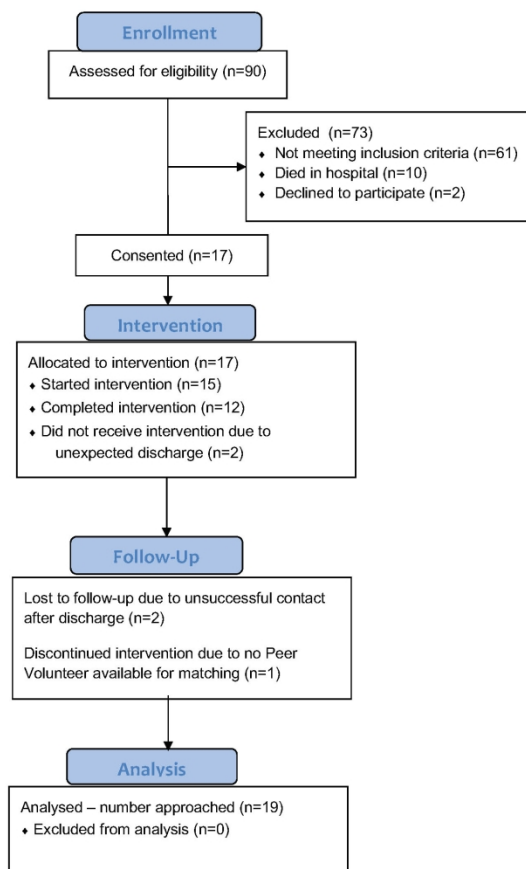 Enrollment
Assessed for eligibility (n=90)
Excluded (n=73)
♦ Not meeting inclusion criteria (n=61)
♦ Died in hospital (n=10)
♦ Declined to participate (n=2)
Consented (n=17)
Intervention
Allocated to intervention (n=17)
♦ Started intervention (n=15)
♦ Completed intervention (n=12)
♦ Did not receive intervention due to
unexpected discharge (n=2)
Follow-Up
Lost to follow-up due to unsuccessful contact
after discharge (n=2)
Discontinued intervention due to no Peer
Volunteer available for matching (n=1)
Analysis
Analysed – number approached (n=19)
♦ Excluded from analysis (n=0)